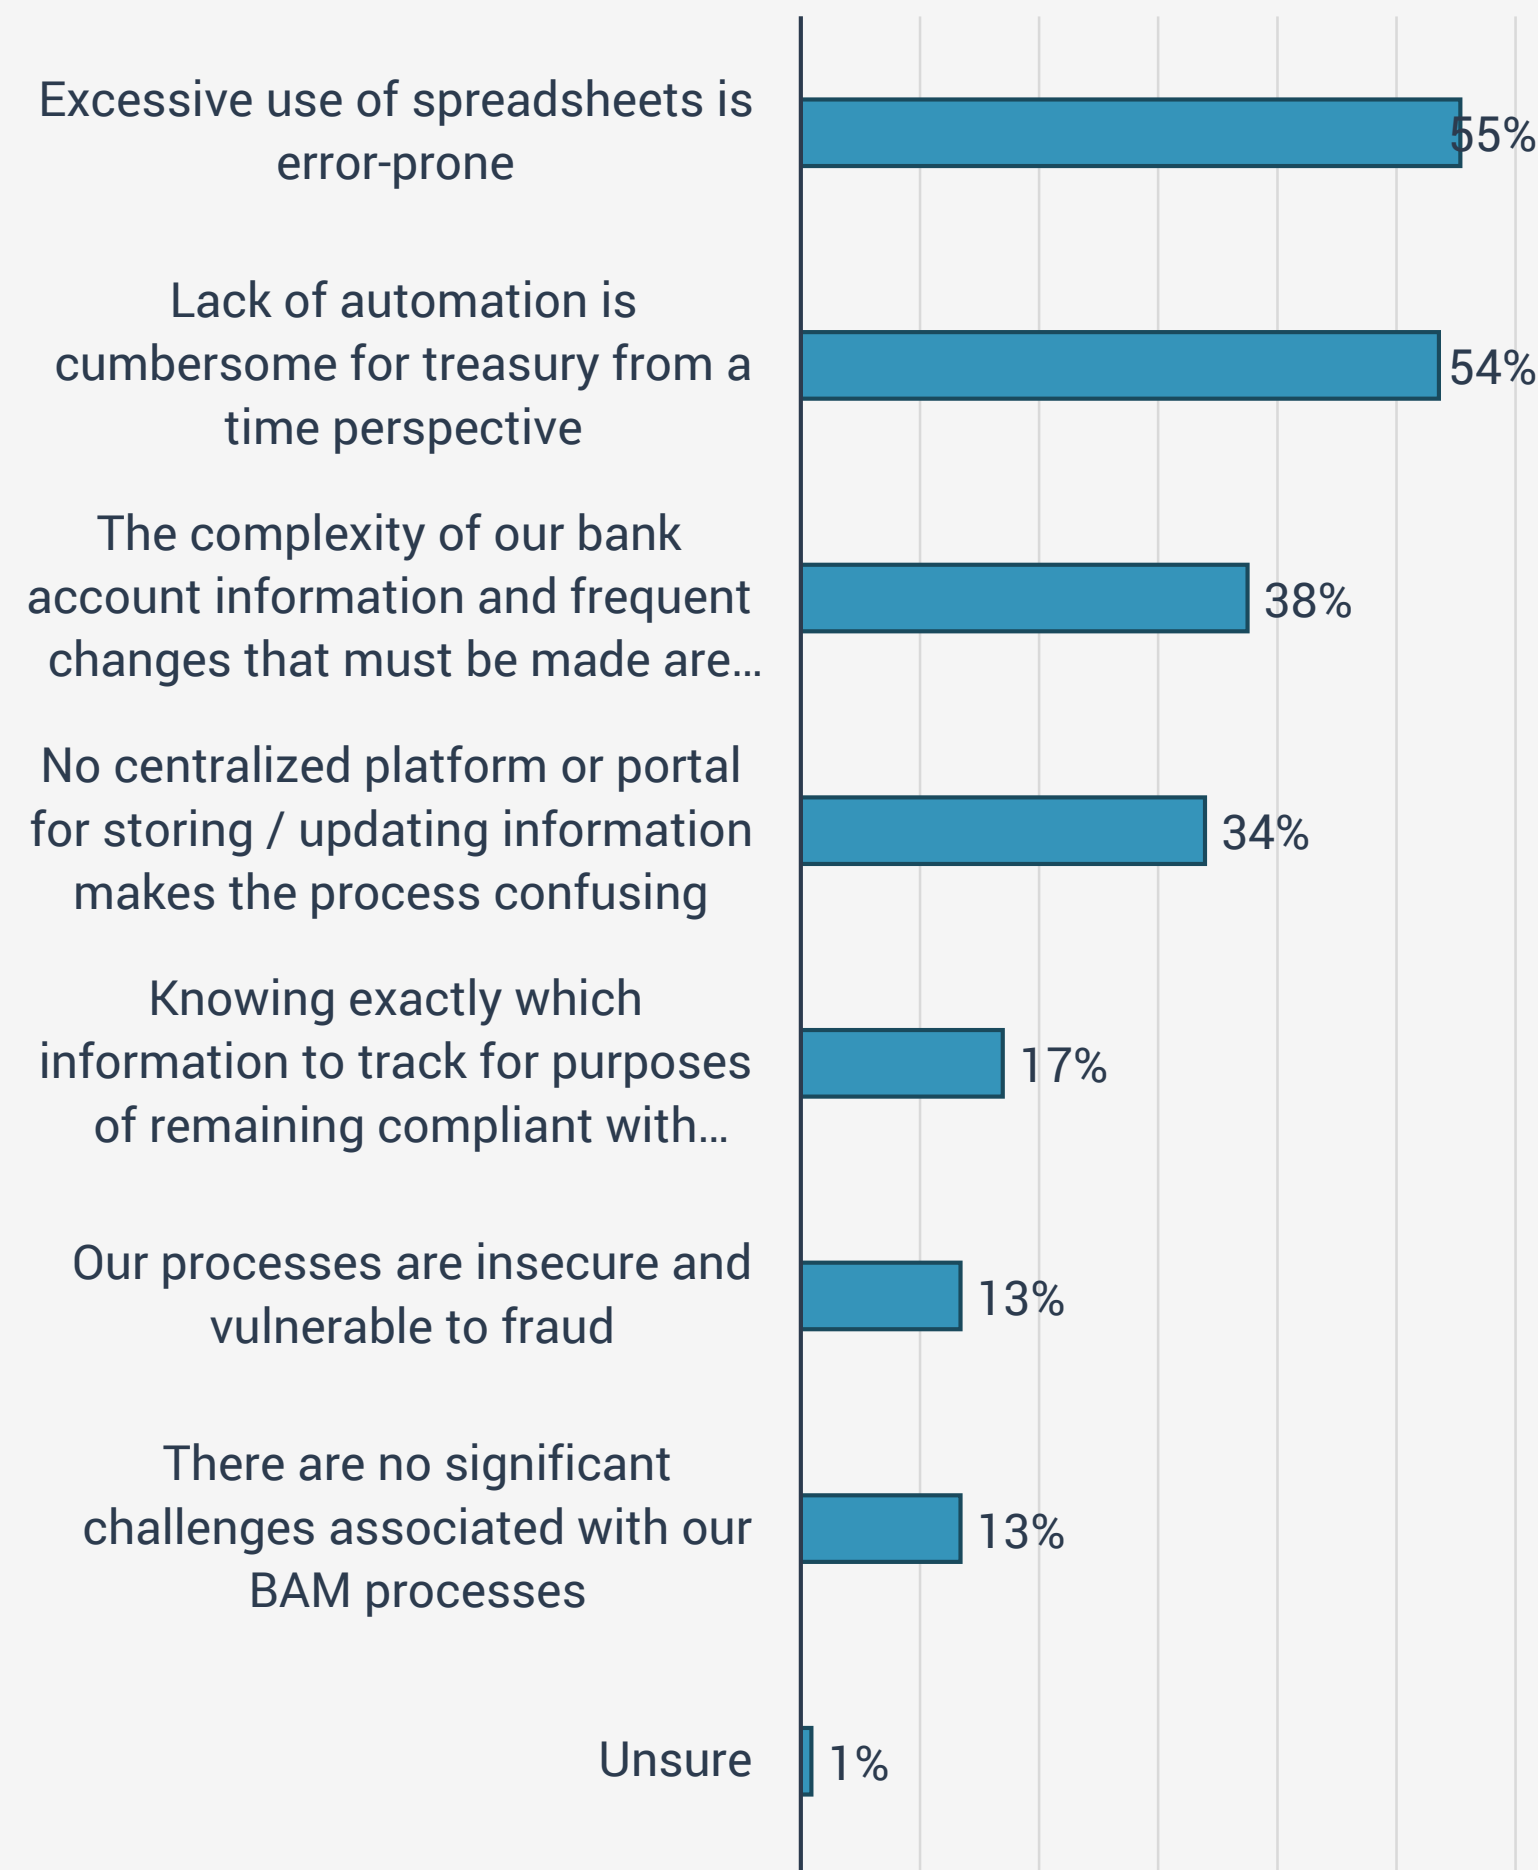 Excessive use of spreadsheets is
error-prone
55%
Lack of automation is
cumbersome for treasury from a
time perspective
54%
The complexity of our bank
account information and frequent
changes that must be made are...
38%
No centralized platform or portal
for storing / updating information
makes the process confusing
34%
Knowing exactly which
information to track for purposes
of remaining compliant with...
17%
Our processes are insecure and
vulnerable to fraud
13%
There are no significant
challenges associated with our
BAM processes
13%
Unsure
1%